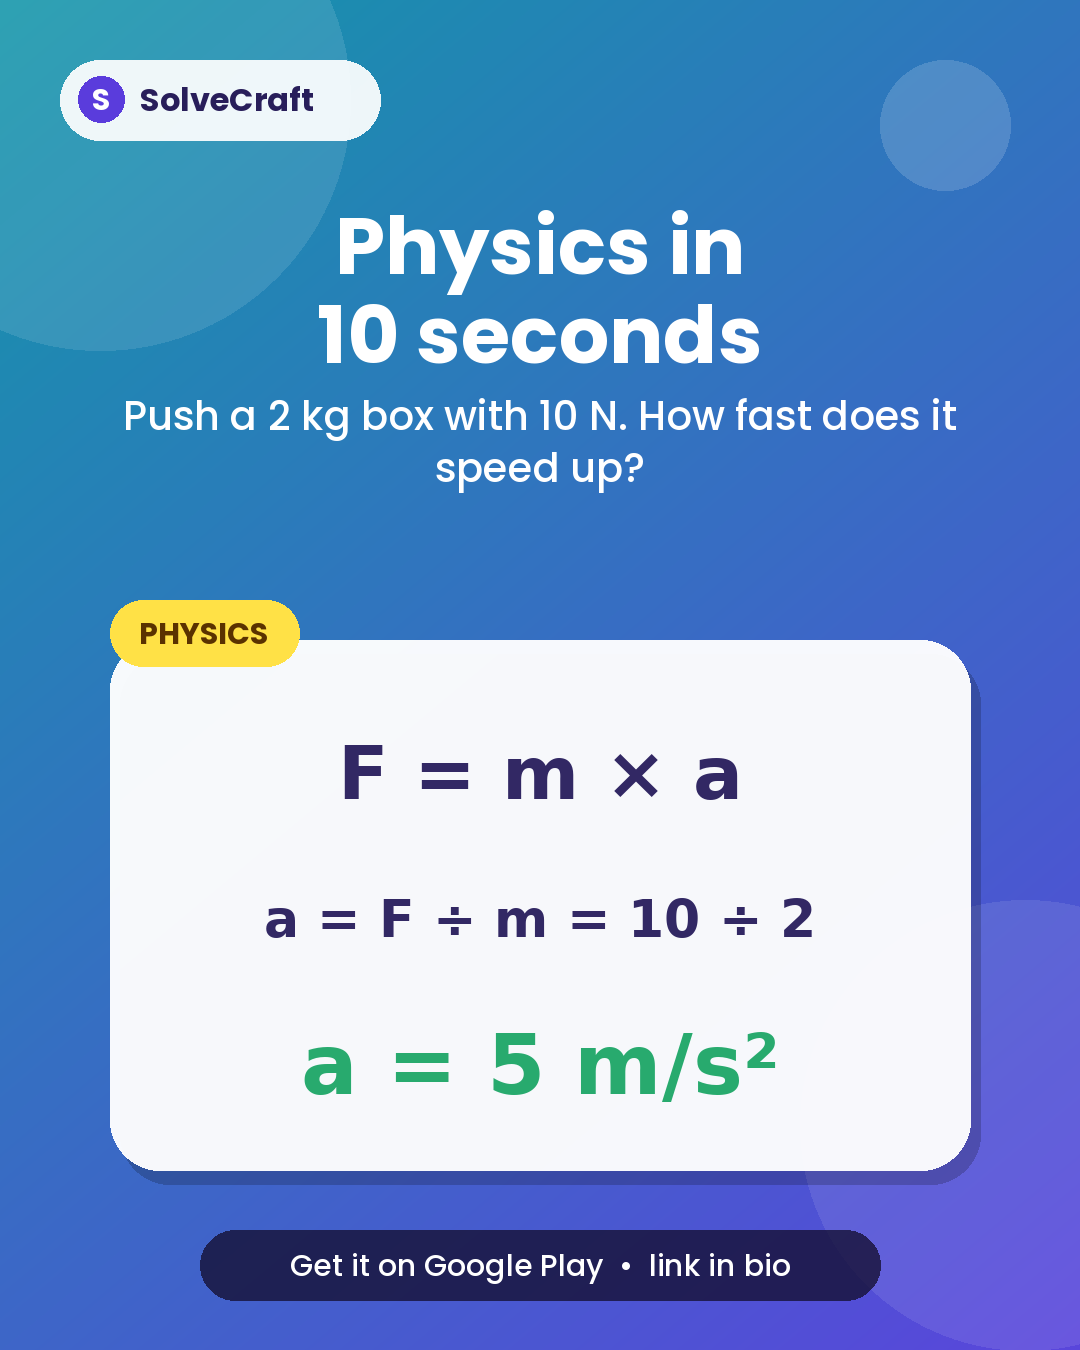 S SolveCraft
Physics in
10 seconds
Push a 2 kg box with 10 N. How fast does it
speed up?
PHYSICS
F = m × a
a = F ÷ m = 10 ÷ 2
a = 5 m/s²
Get it on Google Play • link in bio